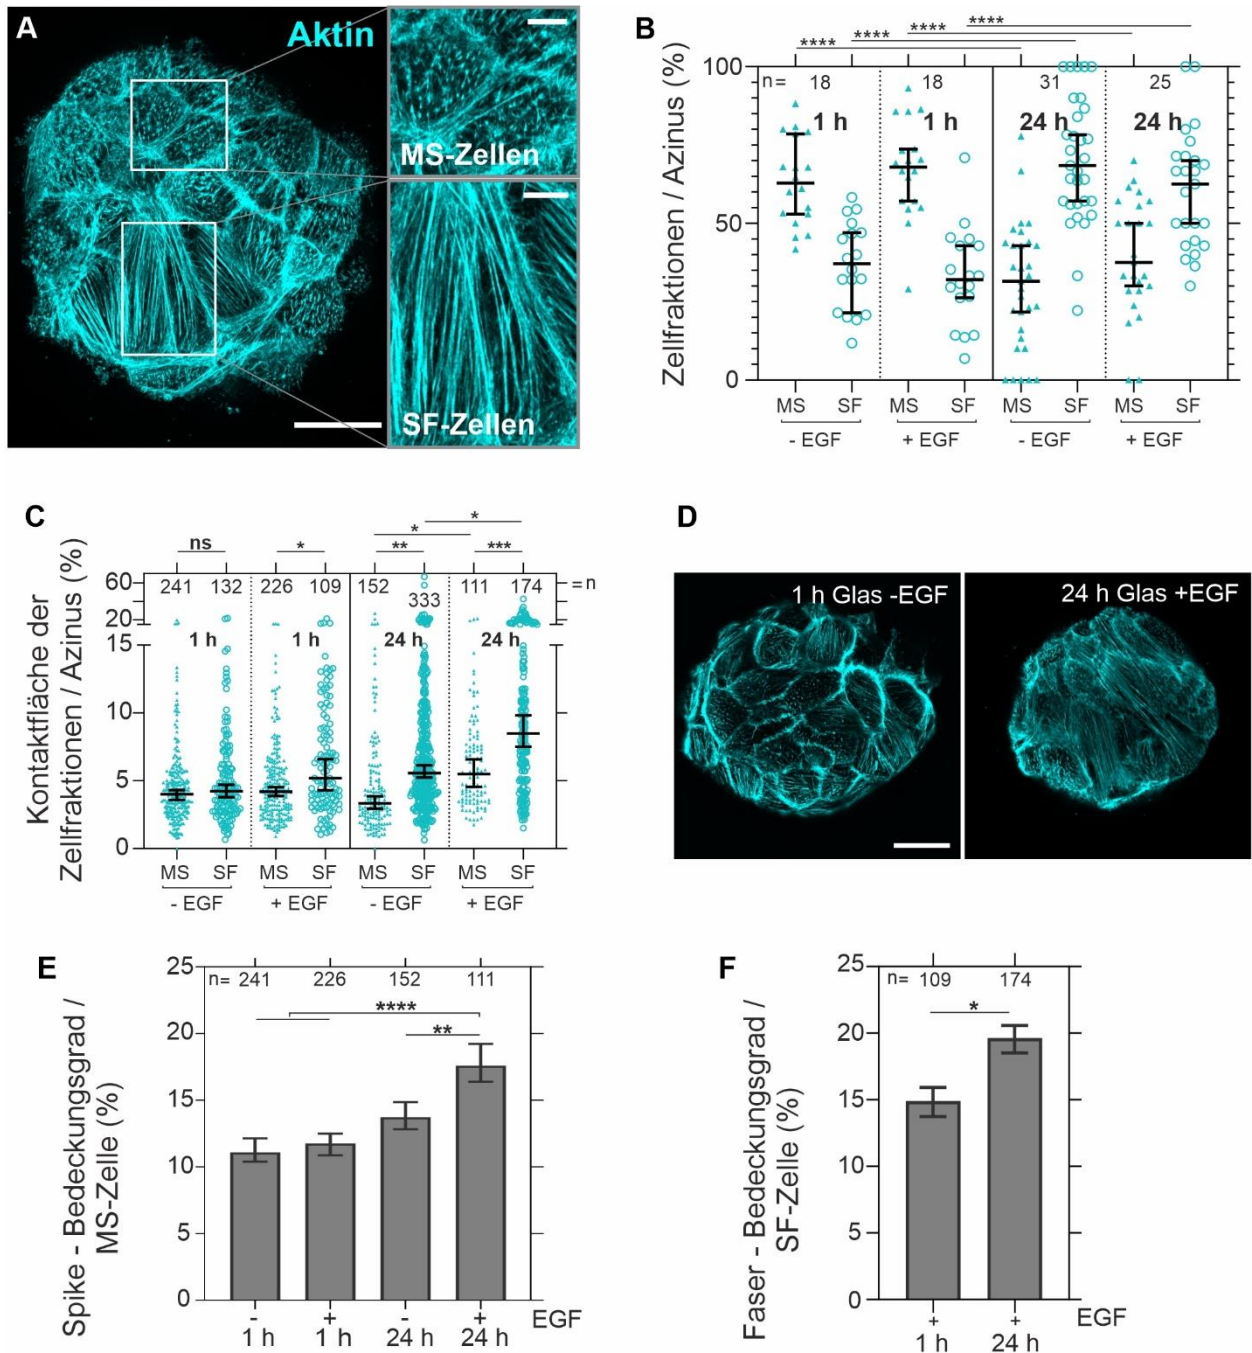 A
Aktin
MS-Zellen
SF-Zellen
B
Zellfraktionen / Azinus (%)
**** **** **** ****
100
50
0
n= 18 18 31 25
1 h 1 h 24 h 24 h
MS SF MS SF MS SF MS SF
- EGF + EGF - EGF + EGF
C
Kontaktfläche der
Zellfraktionen / Azinus (%)
* *
ns * ** ***
60
20
15
10
5
0
241 132 226 109 152 333 111 174 = n
1 h 1 h 24 h 24 h
MS SF MS SF MS SF MS SF
- EGF + EGF - EGF + EGF
D
1 h Glas -EGF
24 h Glas +EGF
E
Spike - Bedeckungsgrad /
MS-Zelle (%)
25
20
15
10
5
0
n= 241 226 152 111
****
**
- + - + EGF
1 h 1 h 24 h 24 h
F
Faser - Bedeckungsgrad /
SF-Zelle (%)
25
20
15
10
5
0
n= 109 174
*
+ + EGF
1 h 24 h